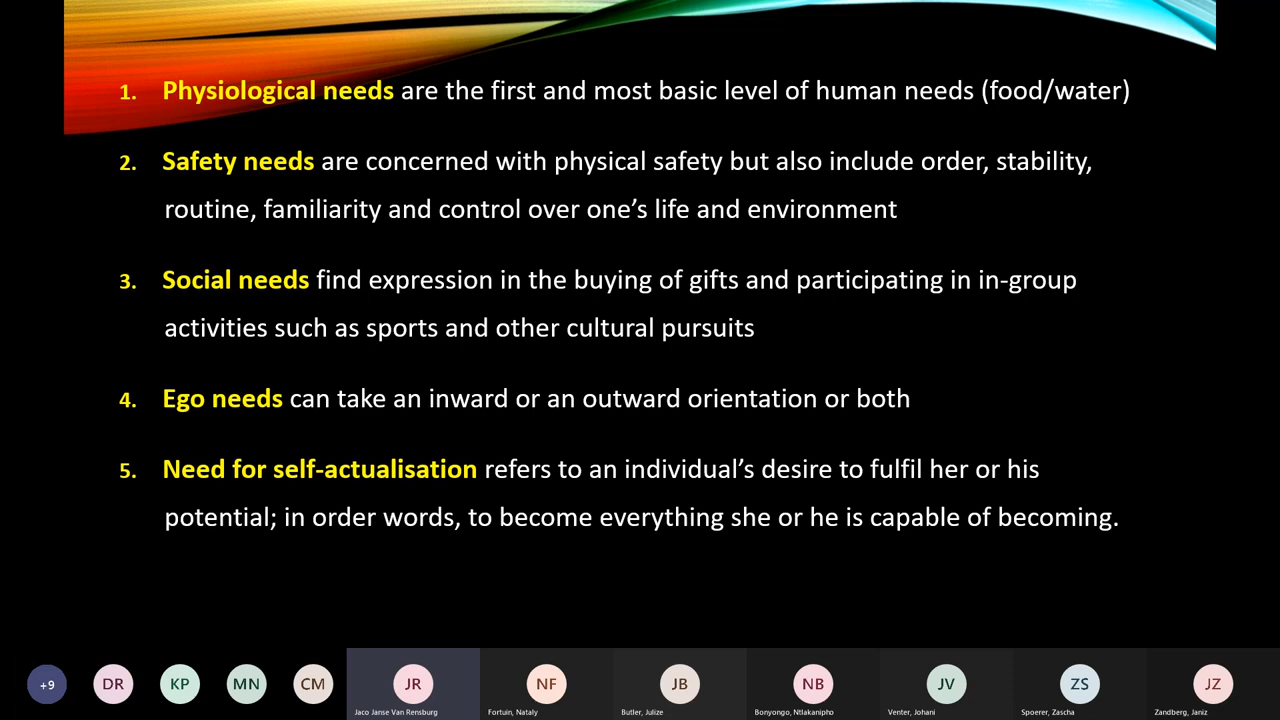 1. Physiological needs are the first and most basic level of human needs (food/water)
2. Safety needs are concerned with physical safety but also include order, stability,
routine, familiarity and control over one’s life and environment
3. Social needs find expression in the buying of gifts and participating in in-group
activities such as sports and other cultural pursuits
4. Ego needs can take an inward or an outward orientation or both
5. Need for self-actualisation refers to an individual’s desire to fulfil her or his
potential; in order words, to become everything she or he is capable of becoming.
+9 DR KP MN CM JR NF JB NB JV ZS JZ
Jaco Janse Van Rensburg Fortuin, Nataly Butler, Julize Bonyongo, Ntlakanipho Venter, Johani Spoerer, Zascha Zandberg, Janiz